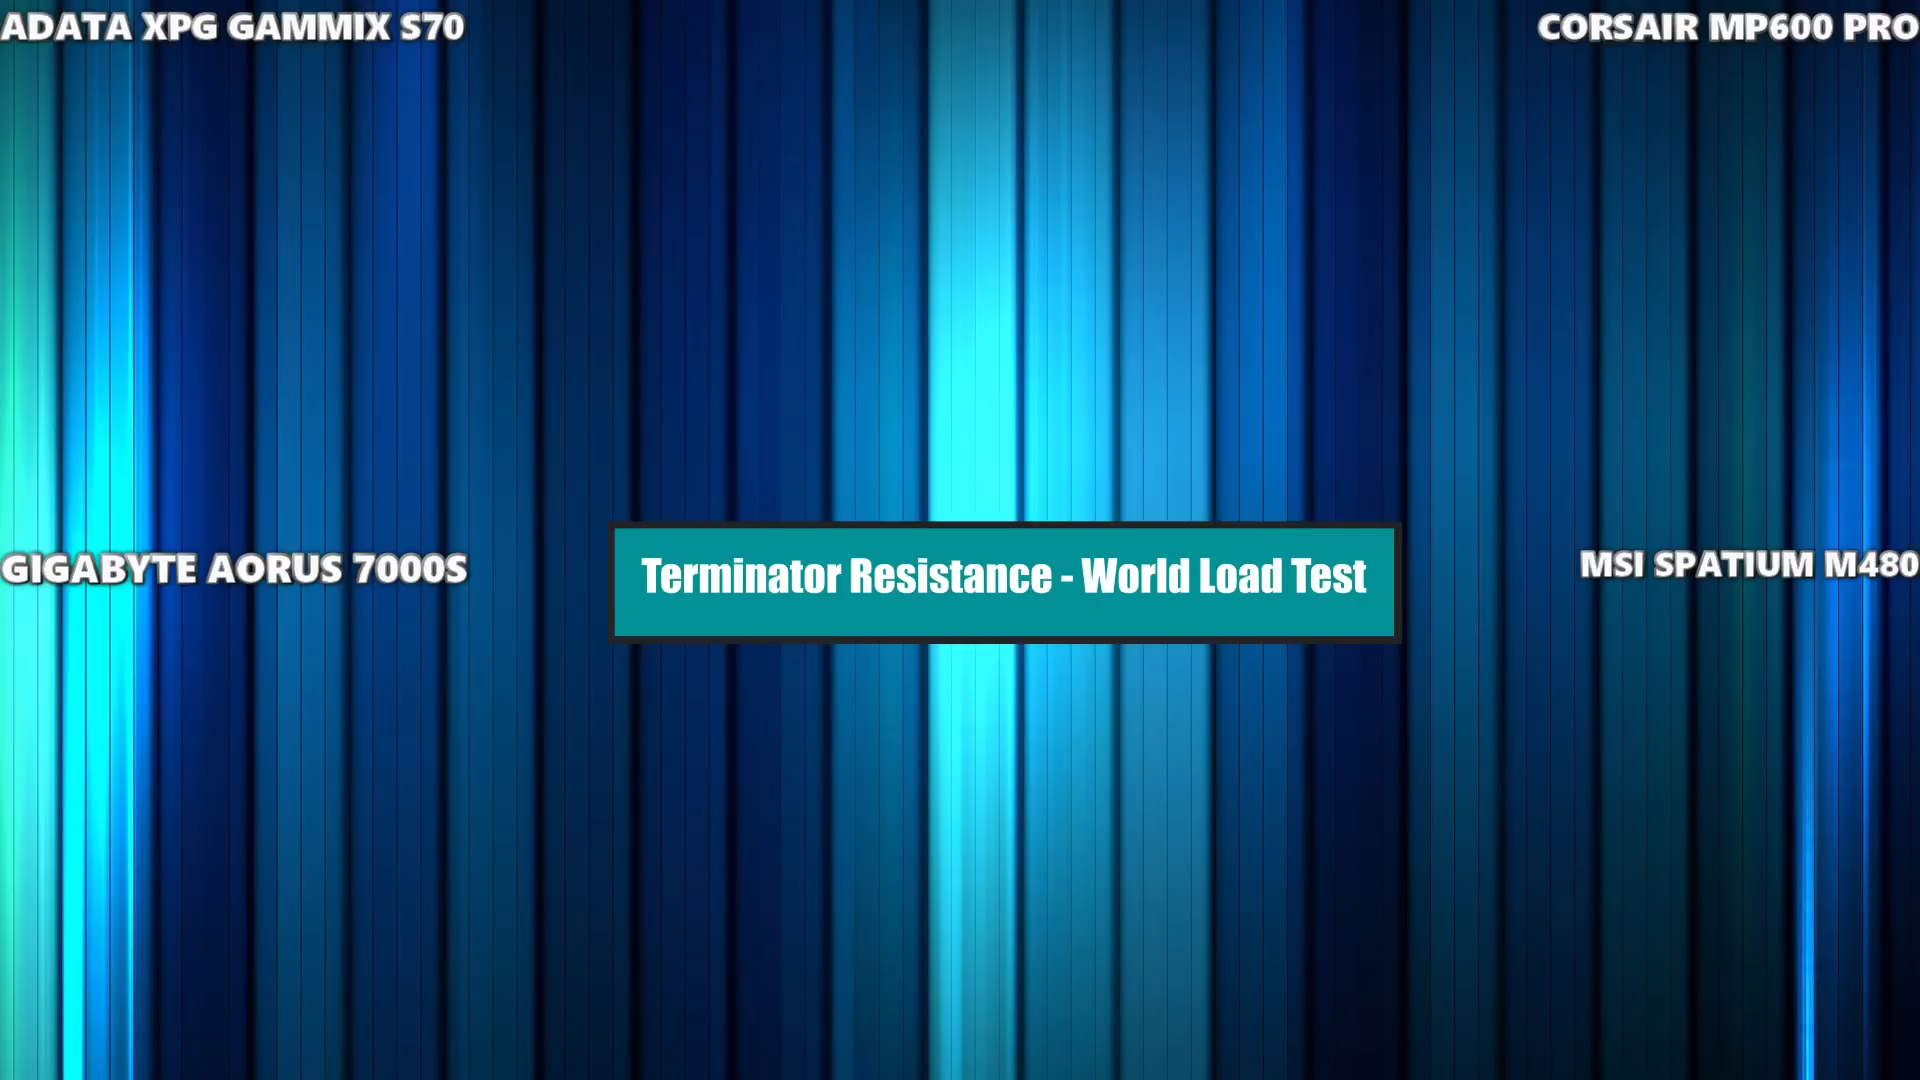 ADATA XPG GAMMIX S70
CORSAIR MP600 PRO
GIGABYTE AORUS 7000S
MSI SPATIUM M480
Terminator Resistance - World Load Test